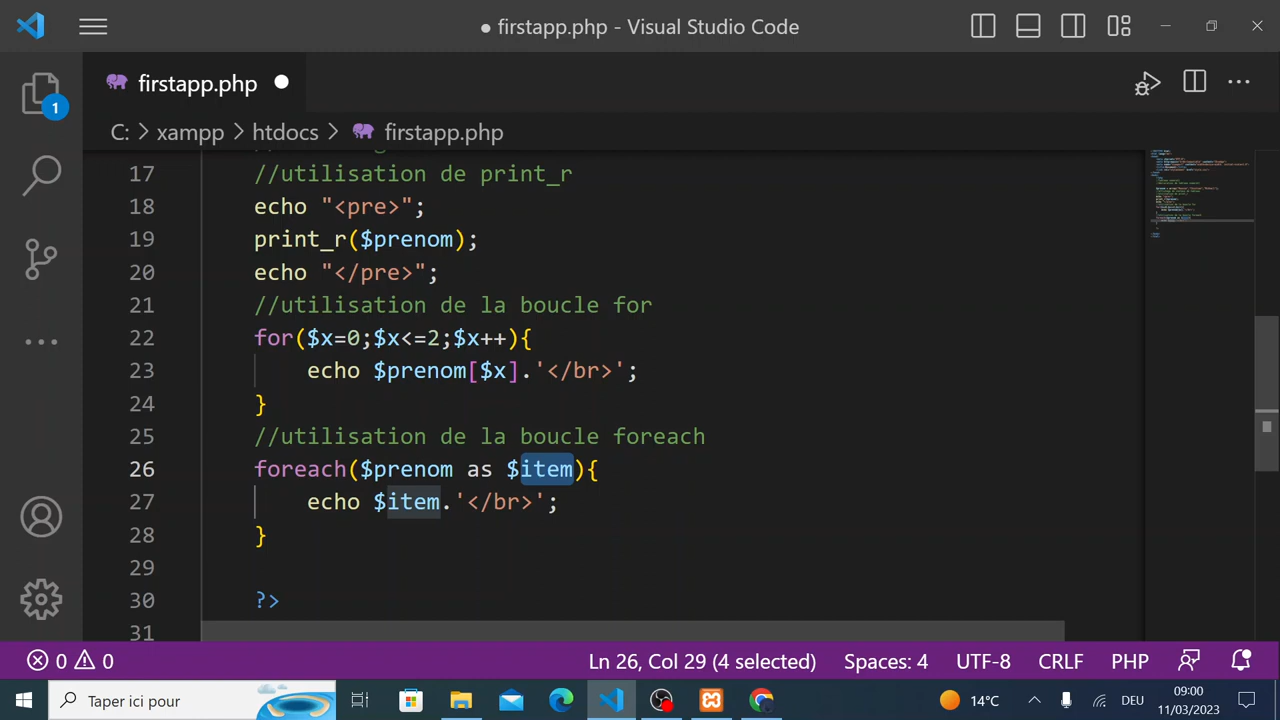 firstapp.php - Visual Studio Code
firstapp.php
1
C: > xampp > htdocs > firstapp.php
17 //utilisation de print_r
18 echo "<pre>";
19 print_r($prenom);
20 echo "</pre>";
21 //utilisation de la boucle for
22 for($x=0;$x<=2;$x++){
23 echo $prenom[$x].'</br>';
24 }
25 //utilisation de la boucle foreach
26 foreach($prenom as $item){
27 echo $item.'</br>';
28 }
29
30 ?>
31
0 0 Ln 26, Col 29 (4 selected) Spaces: 4 UTF-8 CRLF PHP
Taper ici pour 14°C DEU 09:00
11/03/2023